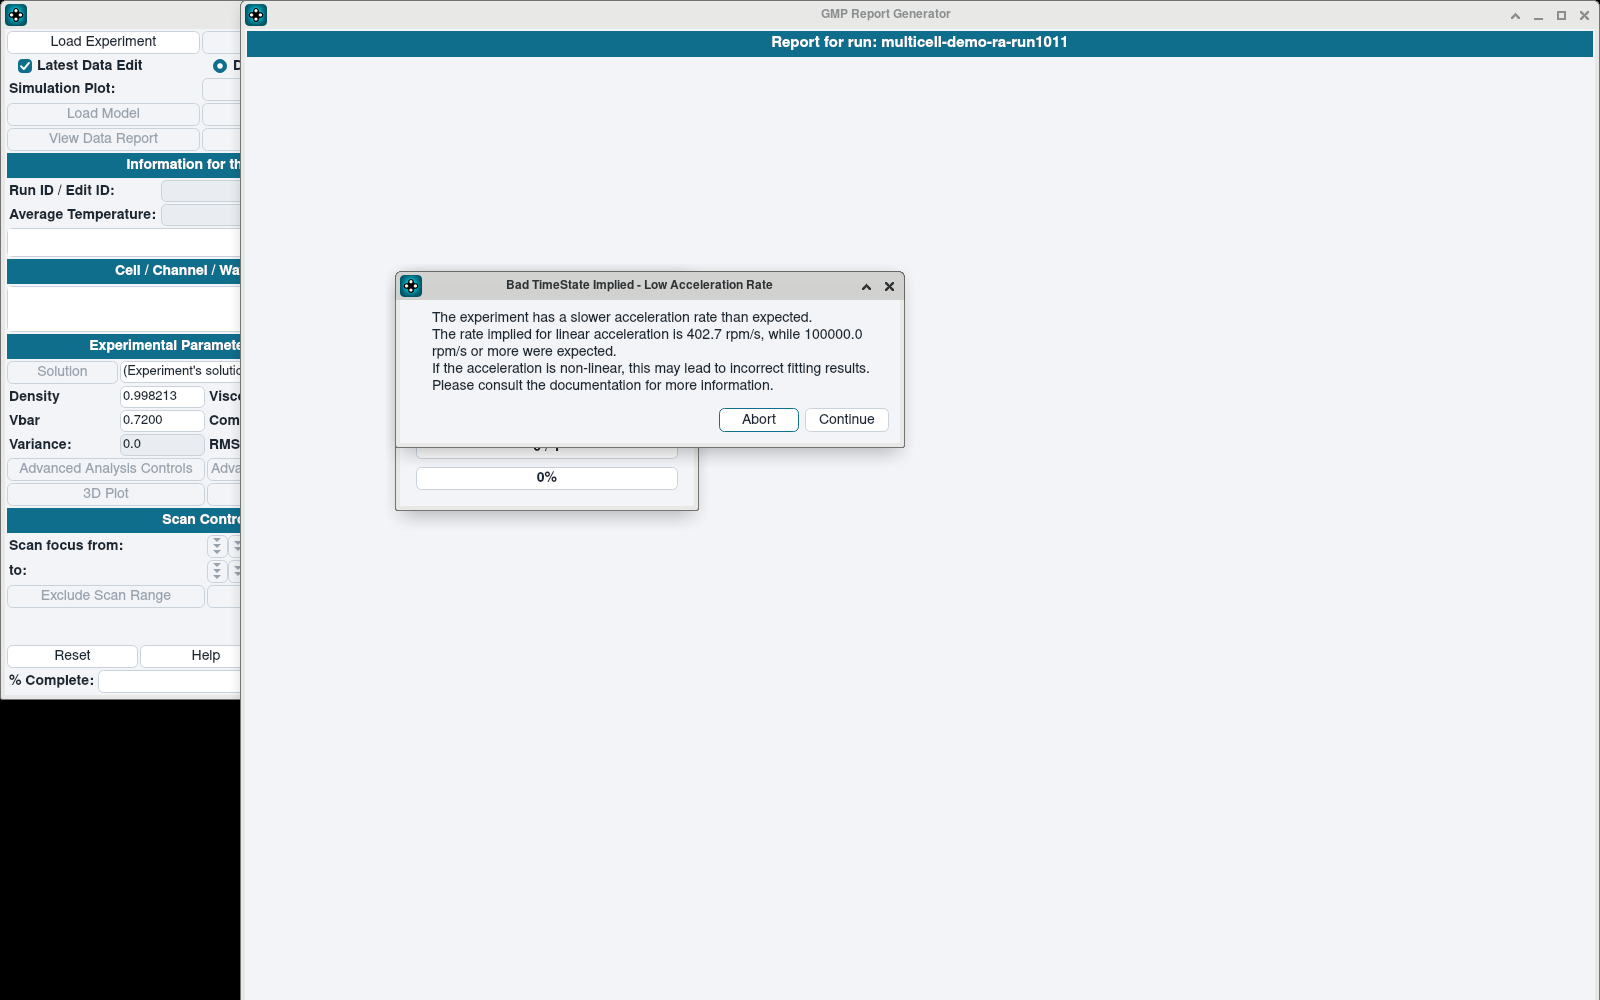 GMP Report Generator
Load Experiment
Report for run: multicell-demo-ra-run1011
Latest Data Edit
Simulation Plot:
Load Model
View Data Report
Information for th
Run ID / Edit ID:
Average Temperature:
Cell / Channel / Wa
Bad TimeState Implied - Low Acceleration Rate
The experiment has a slower acceleration rate than expected.
The rate implied for linear acceleration is 402.7 rpm/s, while 100000.0
rpm/s or more were expected.
If the acceleration is non-linear, this may lead to incorrect fitting results.
Please consult the documentation for more information.
Abort
Continue
0%
Experimental Paramete
Solution
(Experiment's solutio
Density
0.998213
Visc
Vbar
0.7200
Com
Variance:
0.0
RMS
Advanced Analysis Controls
Adva
3D Plot
Scan Contr
Scan focus from:
to:
Exclude Scan Range
Reset
Help
% Complete: